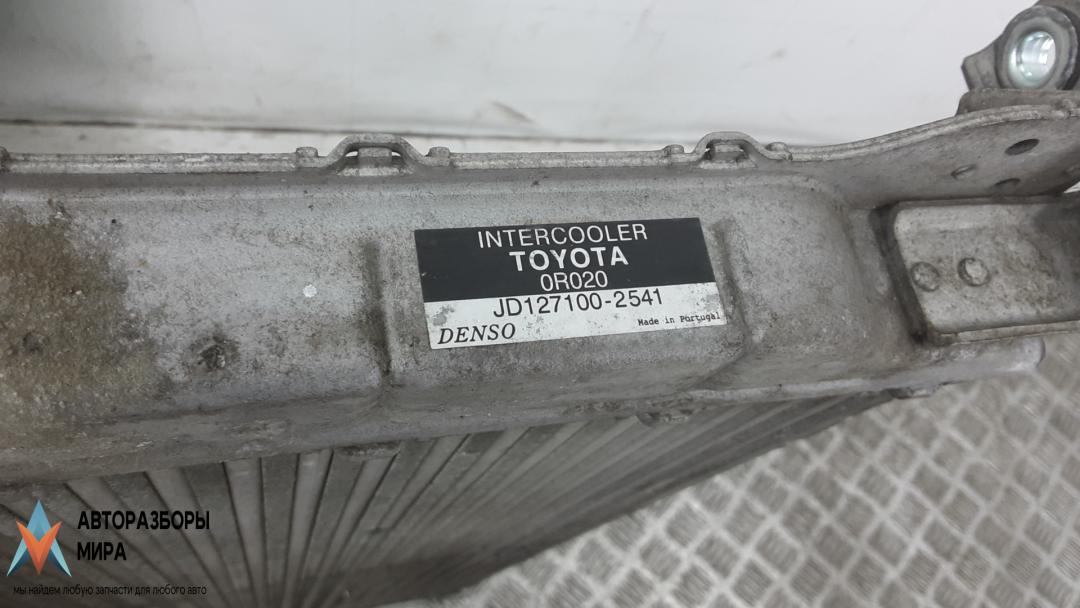 INTERCOOLER
TOYOTA
0R020
JD127100-2541
DENSO Made in Portugal
АВТОРАЗБОРЫ
МИРА
мы найдем любую запчасти для любого авто